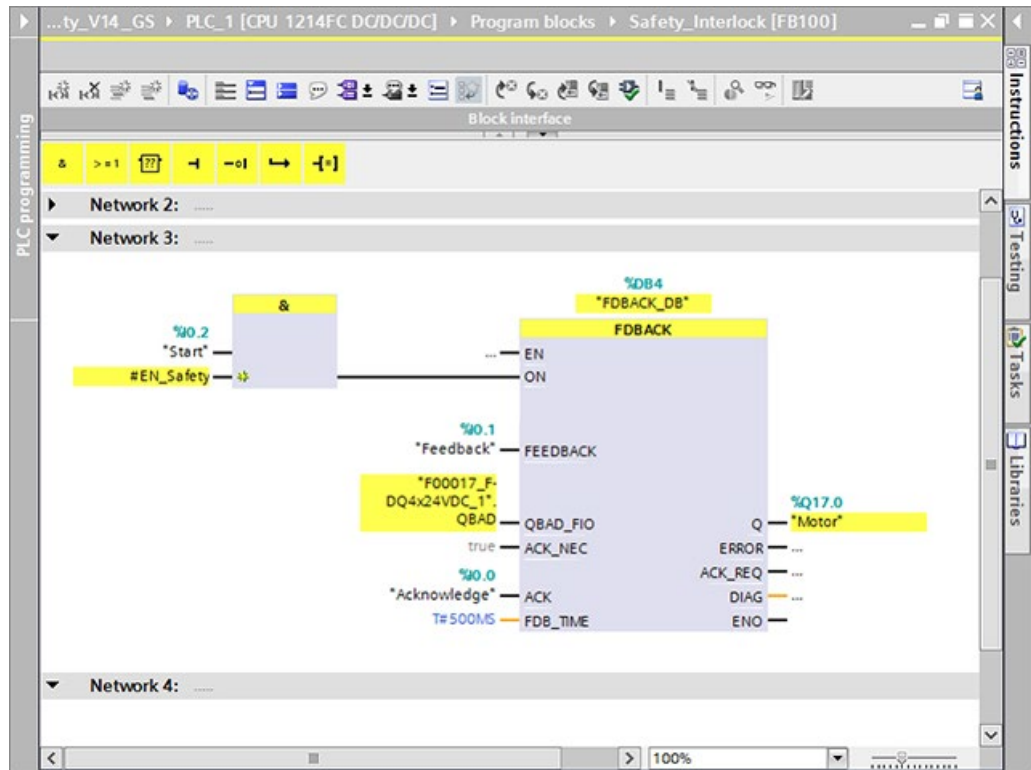 ...ty_V14_GS ▸ PLC_1 [CPU 1214FC DC/DC/DC] ▸ Program blocks ▸ Safety_Interlock [FB100]
Block interface
& >=1 ??
PLC programming
Network 2: .....
Network 3: .....
&
%I0.2
"Start"
#EN_Safety
%DB4
"FDBACK_DB"
FDBACK
... EN
ON
%I0.1
"Feedback" FEEDBACK
"F00017_F-
DQ4x24VDC_1".
QBAD QBAD_FIO
true ACK_NEC
%I0.0
"Acknowledge" ACK
T#500MS FDB_TIME
%Q17.0
Q "Motor"
ERROR ...
ACK_REQ ...
DIAG ...
ENO
Network 4: .....
100%
Instructions
Testing
Tasks
Libraries